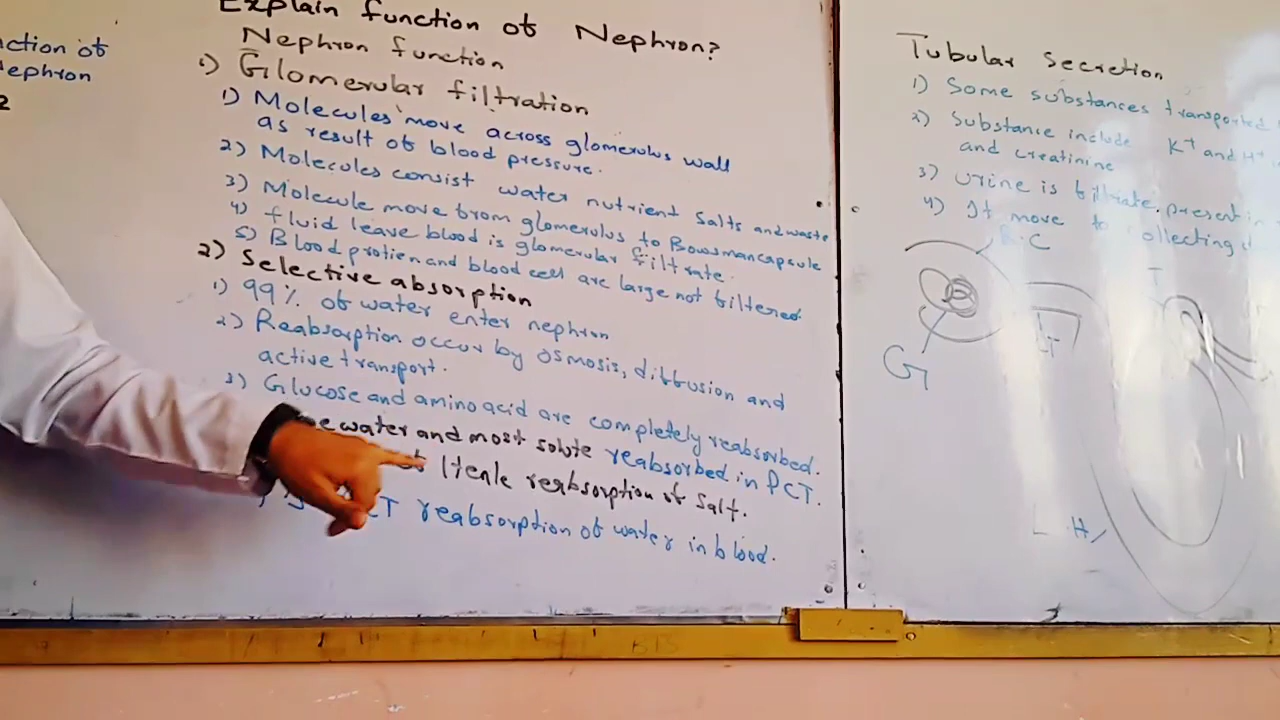 ction of
Nephron
2
Explain function of Nephron?
Nephron function
1) Glomerular filtration
1) Molecules move across glomerulus wall
as result of blood pressure.
2) Molecules consist water nutrient salts and waste
3) Molecule move from glomerulus to Bowsmancapsule
4) fluid leave blood is glomerular filtrate.
5) Blood protien and blood cell are large not filtered
2) Selective absorption
1) 99% of water enter nephron
2) Reabsorption occur by osmosis, diffusion and
active transport.
3) Glucose and amino acid are completely reabsorbed.
water and most solute reabsorbed in PCT.
Henle reabsorption of salt.
CT reabsorption of water in blood.
Tubular Secretion
1) Some substances transported
2) Substance include K+ and H+
and creatinine
3) Urine is filtrate present in
4) It move to collecting
B.C
G
L.H